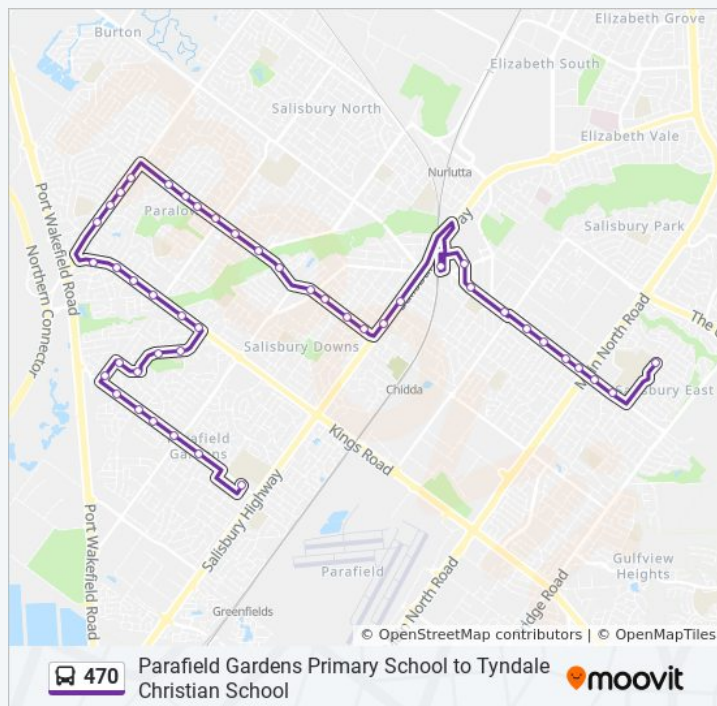 Elizabeth Grove
Burton
Elizabeth South
Salisbury North
Elizabeth Vale
Nurlutta
Port Wakefield Road
Salisbury Park
Northern Connector
Main North Road
The
Salisbury Downs
Chidda
Salisbury East
Parafield
Gardens
Kings Road
Salisbury Highway
Port Wakefield Road
Parafield
Gulfview
Heights
Greenfields
North Road
© OpenStreetMap contributors | © OpenMapTiles
470
Parafield Gardens Primary School to Tyndale
Christian School
moovit